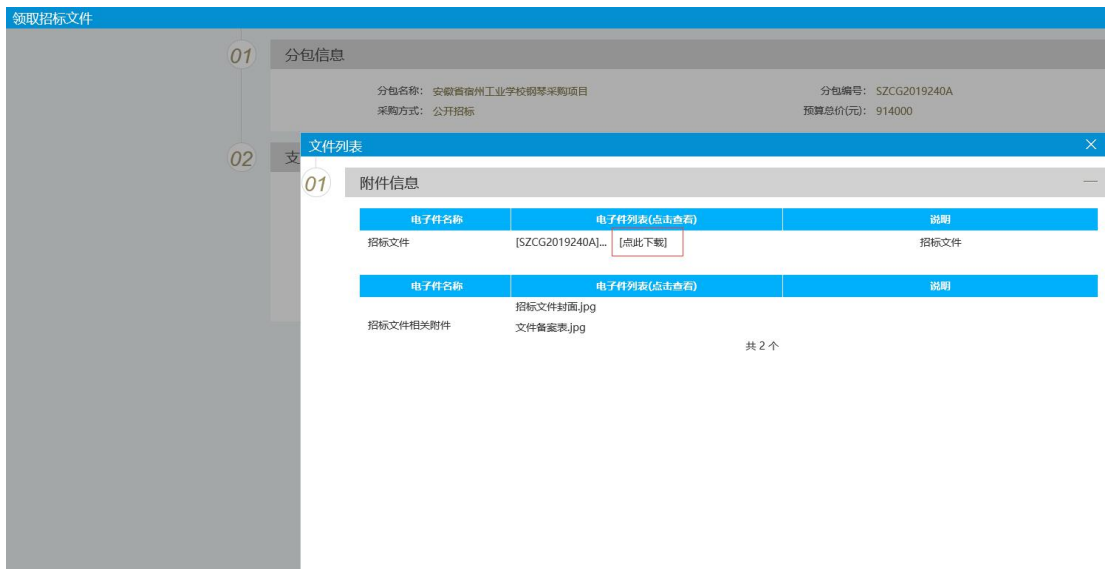 领取招标文件
01 分包信息
分包名称: 安徽省宿州工业学校钢琴采购项目 分包编号: SZCG2019240A
采购方式: 公开招标 预算总价(元): 914000
02 支
文件列表
01 附件信息
电子件名称 电子件列表(点击查看) 说明
招标文件 [SZCG2019240A]... [点此下载] 招标文件
电子件名称 电子件列表(点击查看) 说明
招标文件封面.jpg
招标文件相关附件 文件备案表.jpg
共 2 个